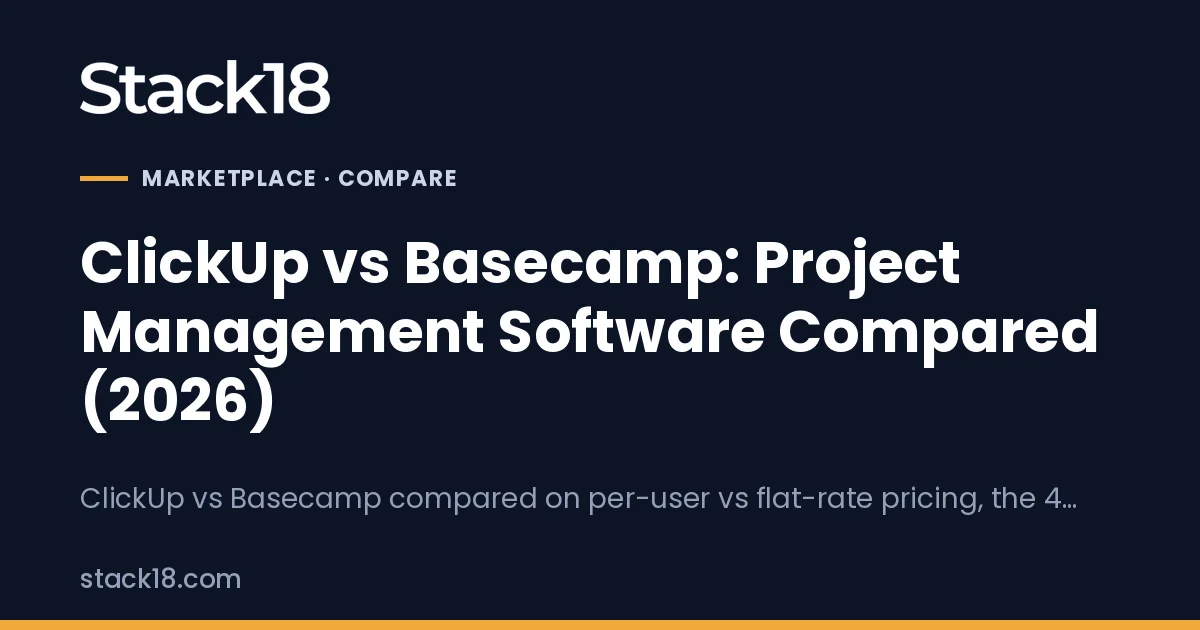 Stack18
MARKETPLACE · COMPARE
ClickUp vs Basecamp: Project
Management Software Compared
(2026)
ClickUp vs Basecamp compared on per-user vs flat-rate pricing, the 4...
stack18.com